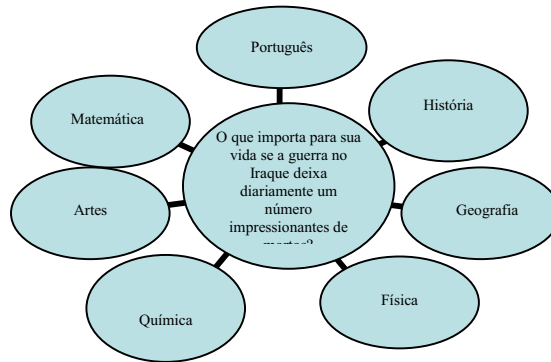 Português
Matemática
História
O que importa para sua
vida se a guerra no
Iraque deixa
diariamente um
número
impressionantes de
Artes
Geografia
Química
Física